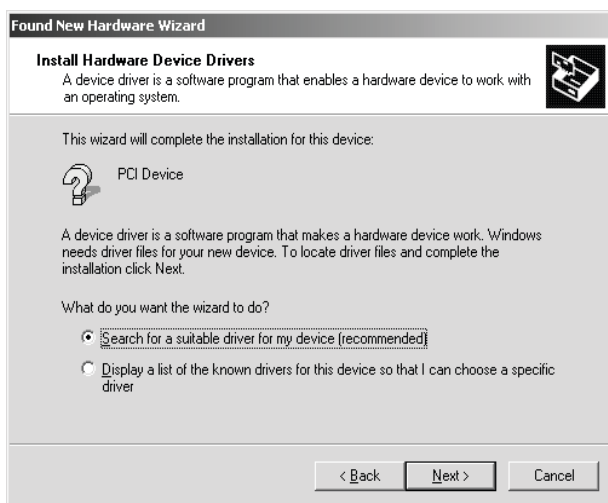 Found New Hardware Wizard
Install Hardware Device Drivers
A device driver is a software program that enables a hardware device to work with
an operating system.
This wizard will complete the installation for this device:
PCI Device
A device driver is a software program that makes a hardware device work. Windows
needs driver files for your new device. To locate driver files and complete the
installation click Next.
What do you want the wizard to do?
Search for a suitable driver for my device (recommended)
Display a list of the known drivers for this device so that I can choose a specific
driver
< Back Next > Cancel